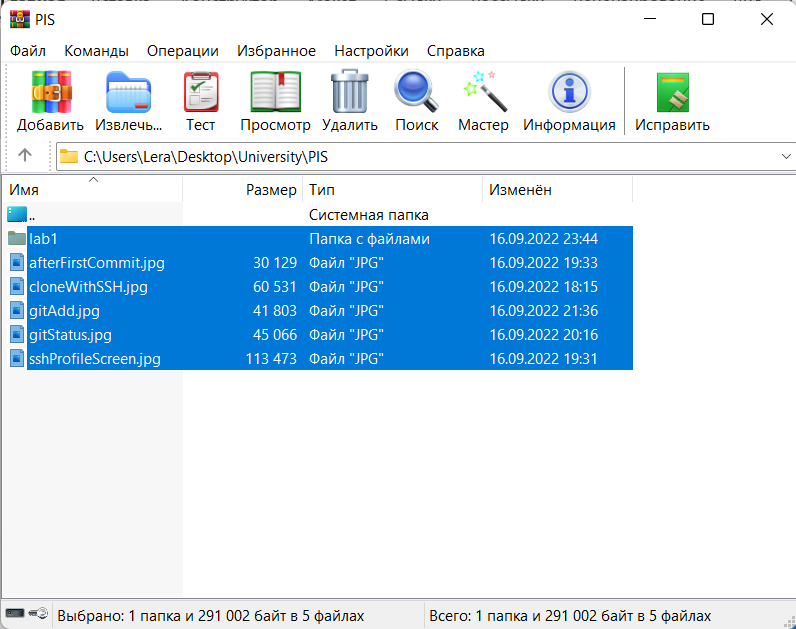 PIS
Файл Команды Операции Избранное Настройки Справка
Добавить Извлечь... Тест Просмотр Удалить Поиск Мастер Информация Исправить
C:\Users\Lera\Desktop\University\PIS
Имя Размер Тип Изменён
.. Системная папка
lab1 Папка с файлами 16.09.2022 23:44
afterFirstCommit.jpg 30 129 Файл "JPG" 16.09.2022 19:33
cloneWithSSH.jpg 60 531 Файл "JPG" 16.09.2022 18:15
gitAdd.jpg 41 803 Файл "JPG" 16.09.2022 21:36
gitStatus.jpg 45 066 Файл "JPG" 16.09.2022 20:16
sshProfileScreen.jpg 113 473 Файл "JPG" 16.09.2022 19:31
Выбрано: 1 папка и 291 002 байт в 5 файлах Всего: 1 папка и 291 002 байт в 5 файлах